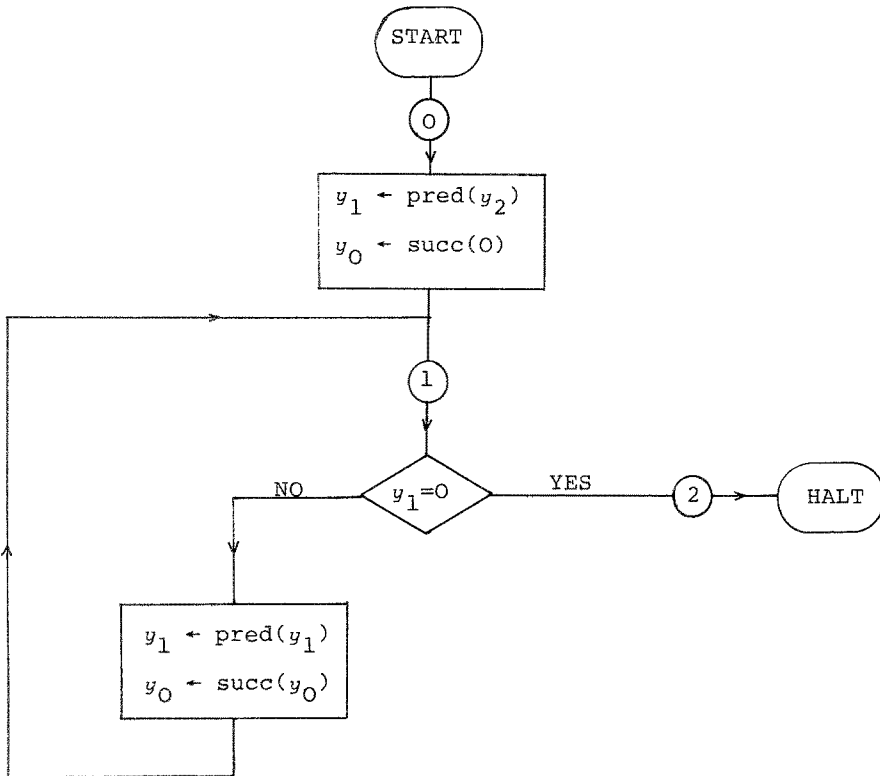 START
0
y₁ ← pred(y₂)
y₀ ← succ(0)
1
y₁=0
NO
YES
2
HALT
y₁ ← pred(y₁)
y₀ ← succ(y₀)